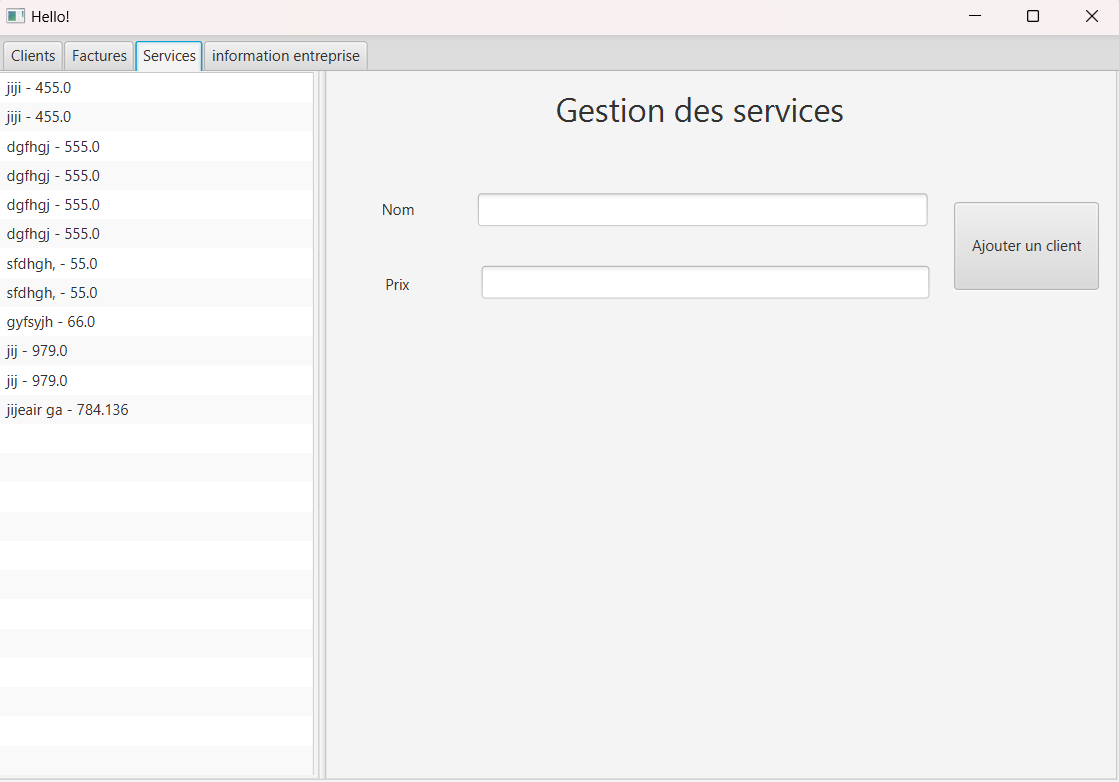 Hello!
Clients Factures Services information entreprise
jiji - 455.0
jiji - 455.0
dgfhgj - 555.0
dgfhgj - 555.0
dgfhgj - 555.0
dgfhgj - 555.0
sfdhgh, - 55.0
sfdhgh, - 55.0
gyfsyjh - 66.0
jij - 979.0
jij - 979.0
jijeair ga - 784.136
Gestion des services
Nom
Prix
Ajouter un client